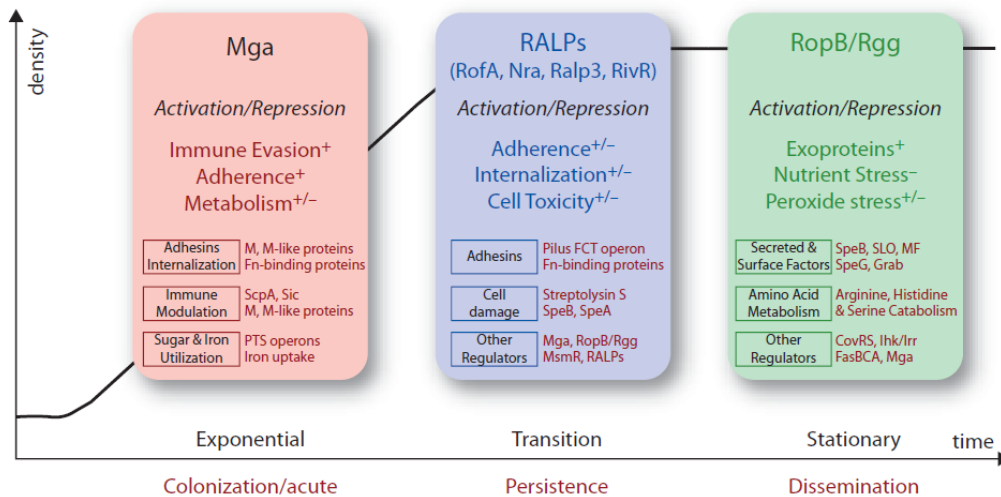 density
Mga
Activation/Repression
Immune Evasion+
Adherence+
Metabolism+/−
Adhesins
Internalization
M, M-like proteins
Fn-binding proteins
Immune
Modulation
ScpA, Sic
M, M-like proteins
Sugar & Iron
Utilization
PTS operons
Iron uptake
RALPs
(RofA, Nra, Ralp3, RivR)
Activation/Repression
Adherence+/−
Internalization+/−
Cell Toxicity+/−
Adhesins
Pilus FCT operon
Fn-binding proteins
Cell
damage
Streptolysin S
SpeB, SpeA
Other
Regulators
Mga, RopB/Rgg
MsmR, RALPs
RopB/Rgg
Activation/Repression
Exoproteins+
Nutrient Stress−
Peroxide stress+/−
Secreted &
Surface Factors
SpeB, SLO, MF
SpeG, Grab
Amino Acid
Metabolism
Arginine, Histidine
& Serine Catabolism
Other
Regulators
CovRS, Ihk/Irr
FasBCA, Mga
Exponential
Transition
Stationary
time
Colonization/acute
Persistence
Dissemination